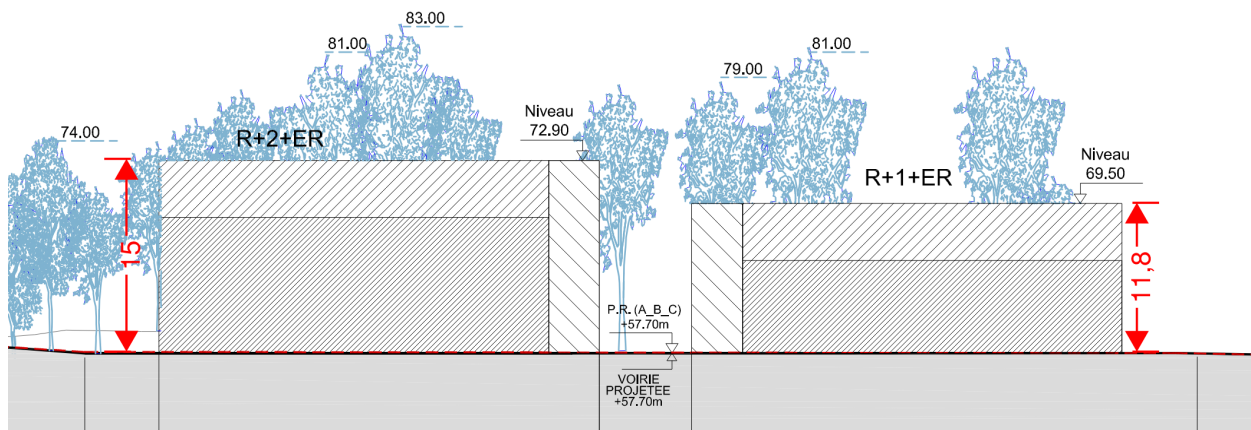 83.00
81.00
81.00
79.00
74.00
Niveau
72.90
R+2+ER
Niveau
69.50
R+1+ER
15
11,8
P.R. (A_B_C)
+57.70m
VOIRIE
PROJETEE
+57.70m